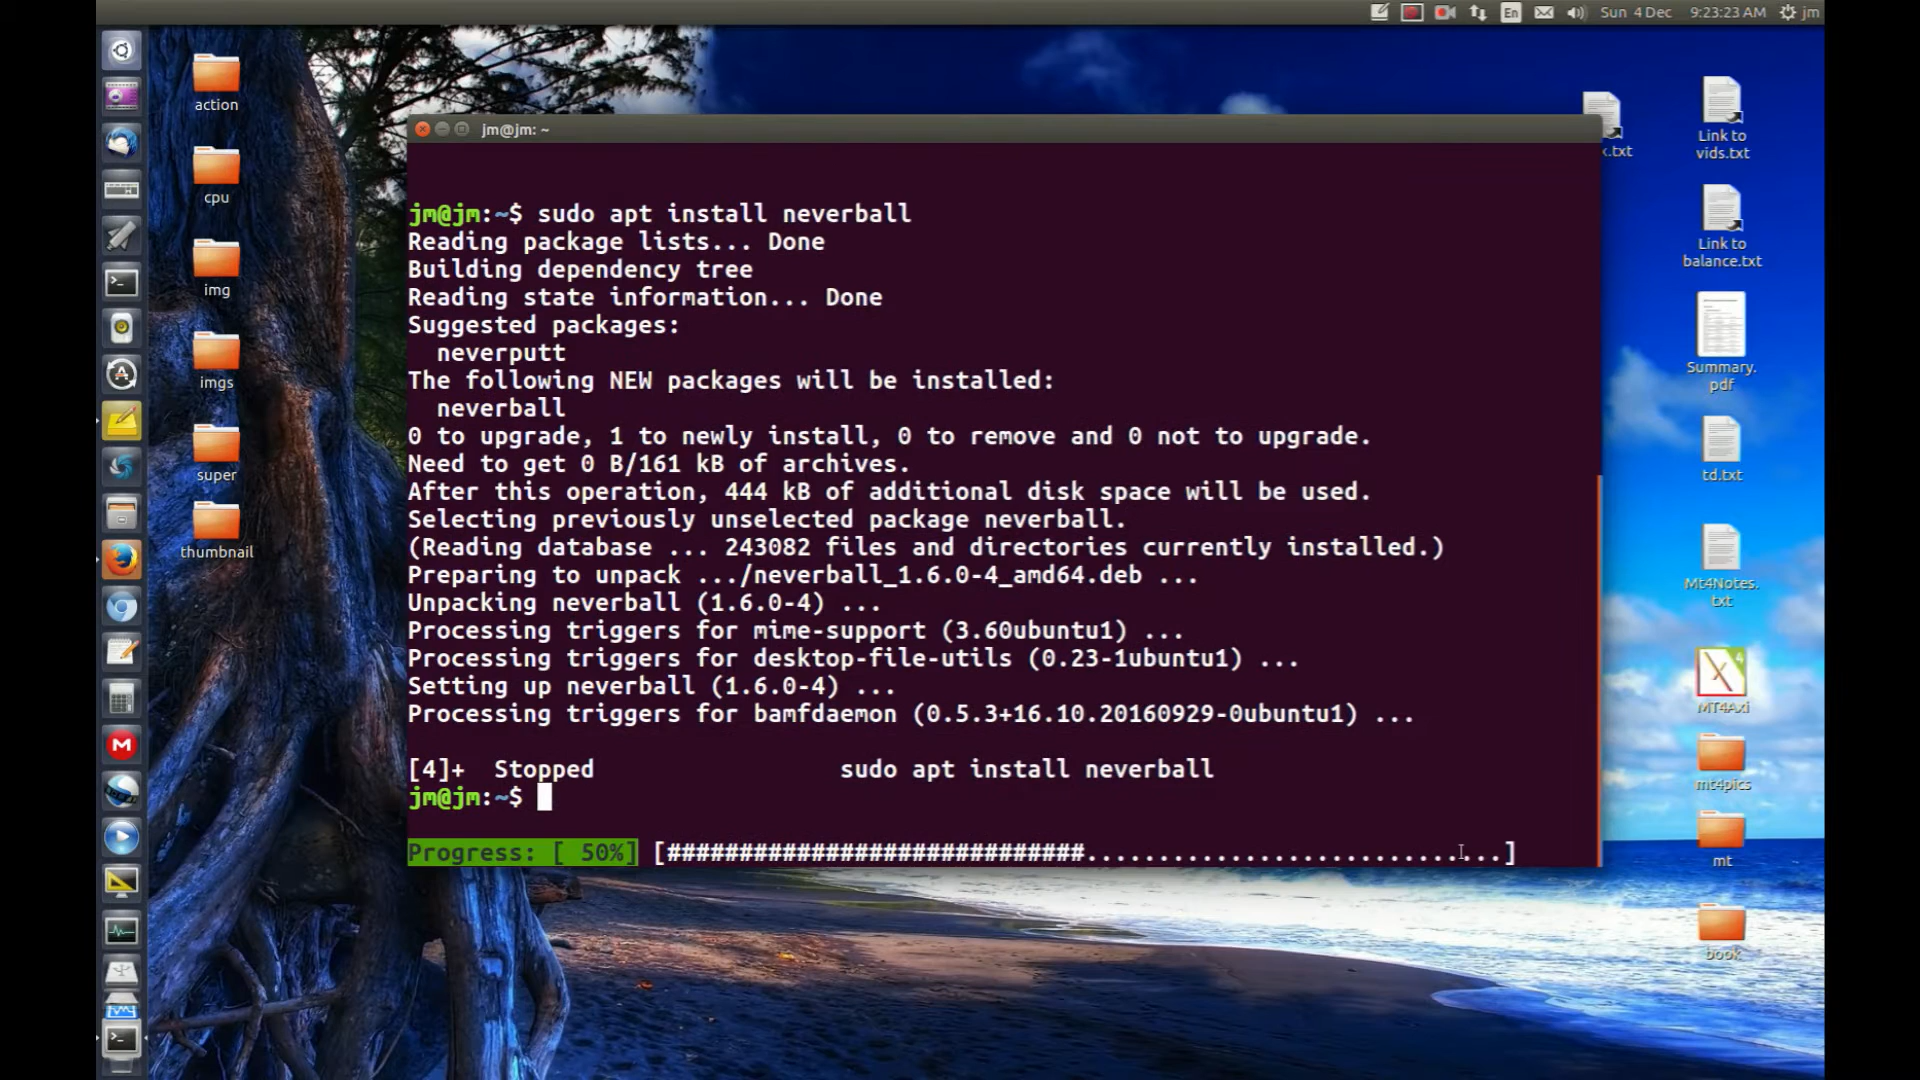 En
Sun 4 Dec
9:23:23 AM
jm
action
cpu
img
imgs
super
thumbnail
jm@jm: ~
jm@jm:~$ sudo apt install neverball
Reading package lists... Done
Building dependency tree
Reading state information... Done
Suggested packages:
neverputt
The following NEW packages will be installed:
neverball
0 to upgrade, 1 to newly install, 0 to remove and 0 not to upgrade.
Need to get 0 B/161 kB of archives.
After this operation, 444 kB of additional disk space will be used.
Selecting previously unselected package neverball.
(Reading database ... 243082 files and directories currently installed.)
Preparing to unpack .../neverball_1.6.0-4_amd64.deb ...
Unpacking neverball (1.6.0-4) ...
Processing triggers for mime-support (3.60ubuntu1) ...
Processing triggers for desktop-file-utils (0.23-1ubuntu1) ...
Setting up neverball (1.6.0-4) ...
Processing triggers for bamfdaemon (0.5.3+16.10.20160929-0ubuntu1) ...
[4]+  Stopped                 sudo apt install neverball
jm@jm:~$
Progress: [ 50%] [#############################.............................]
x.txt
Link to
vids.txt
Link to
balance.txt
Summary.
pdf
td.txt
Mt4Notes.
txt
MT4Axi
mt4pics
mt
book